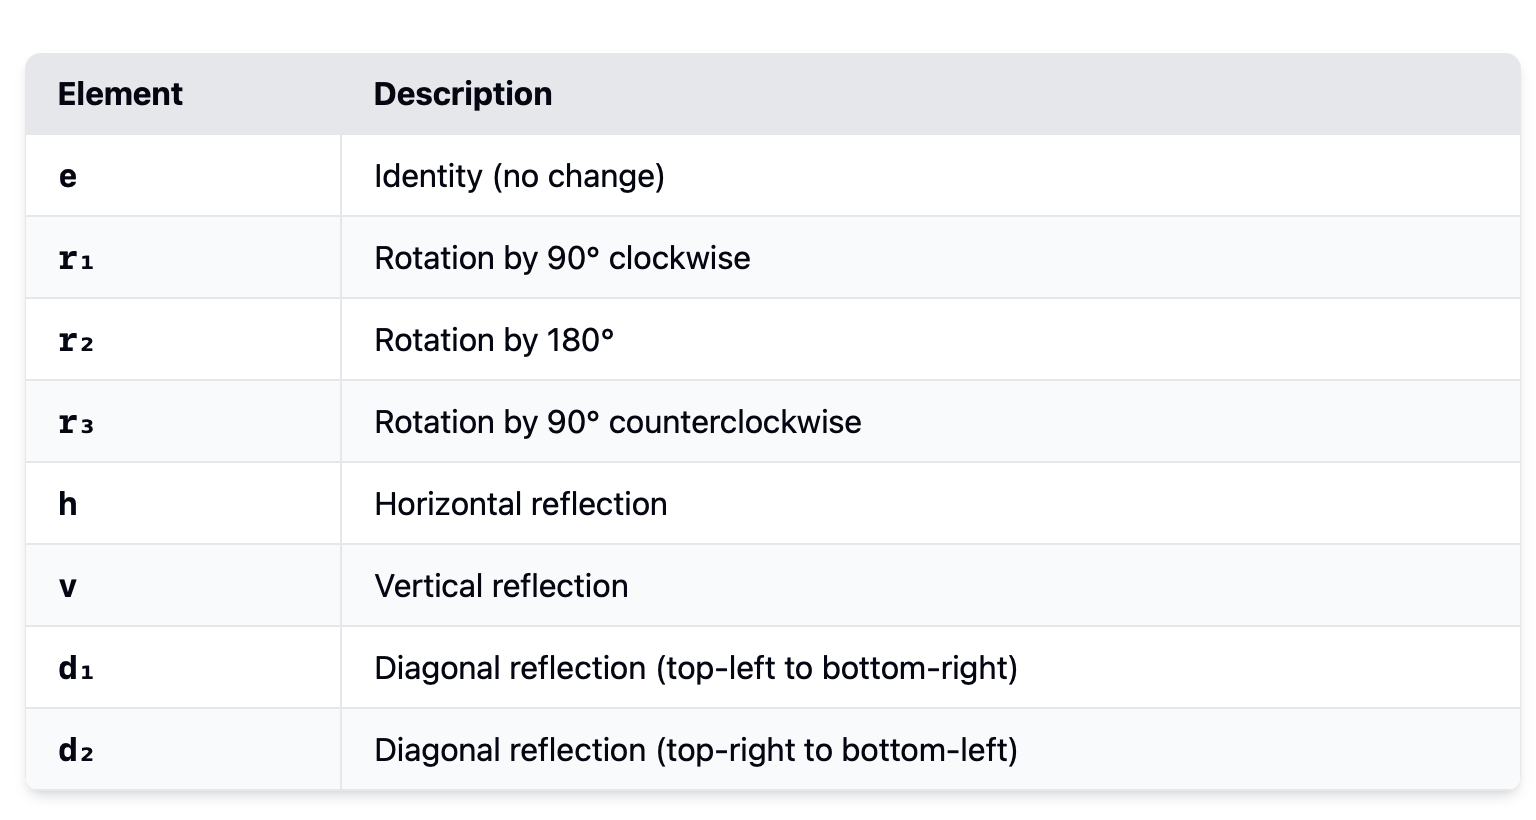 Element Description
e Identity (no change)
r₁ Rotation by 90° clockwise
r₂ Rotation by 180°
r₃ Rotation by 90° counterclockwise
h Horizontal reflection
v Vertical reflection
d₁ Diagonal reflection (top-left to bottom-right)
d₂ Diagonal reflection (top-right to bottom-left)